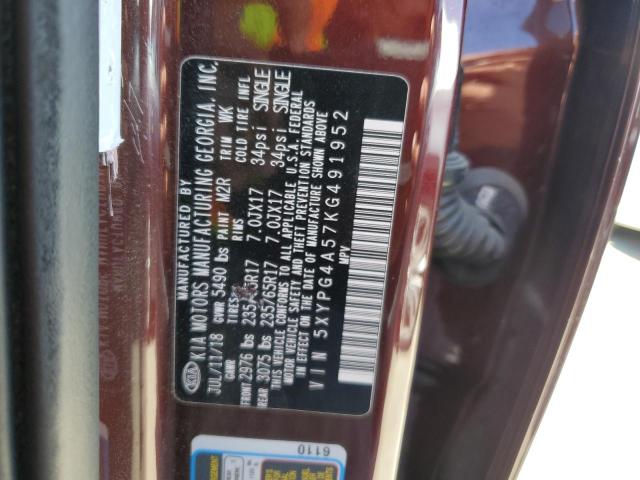 MANUFACTURED BY
KIA KIA MOTORS MANUFACTURING GEORGIA, INC.
JUL/11/18 GVWR 5490 lbs PAINT M2R TRIM WK
GAWR TIRES RIMS COLD TIRE INFL
FRONT 2976 lbs 235/65R17 7.0JX17 34psi SINGLE
REAR 3075 lbs 235/65R17 7.0JX17 34psi SINGLE
THIS VEHICLE CONFORMS TO ALL APPLICABLE U.S.A. FEDERAL
MOTOR VEHICLE SAFETY AND THEFT PREVENTION STANDARDS
IN EFFECT ON THE DATE OF MANUFACTURE SHOWN ABOVE
VIN 5XYPG4A57KG491952
MPV
6110